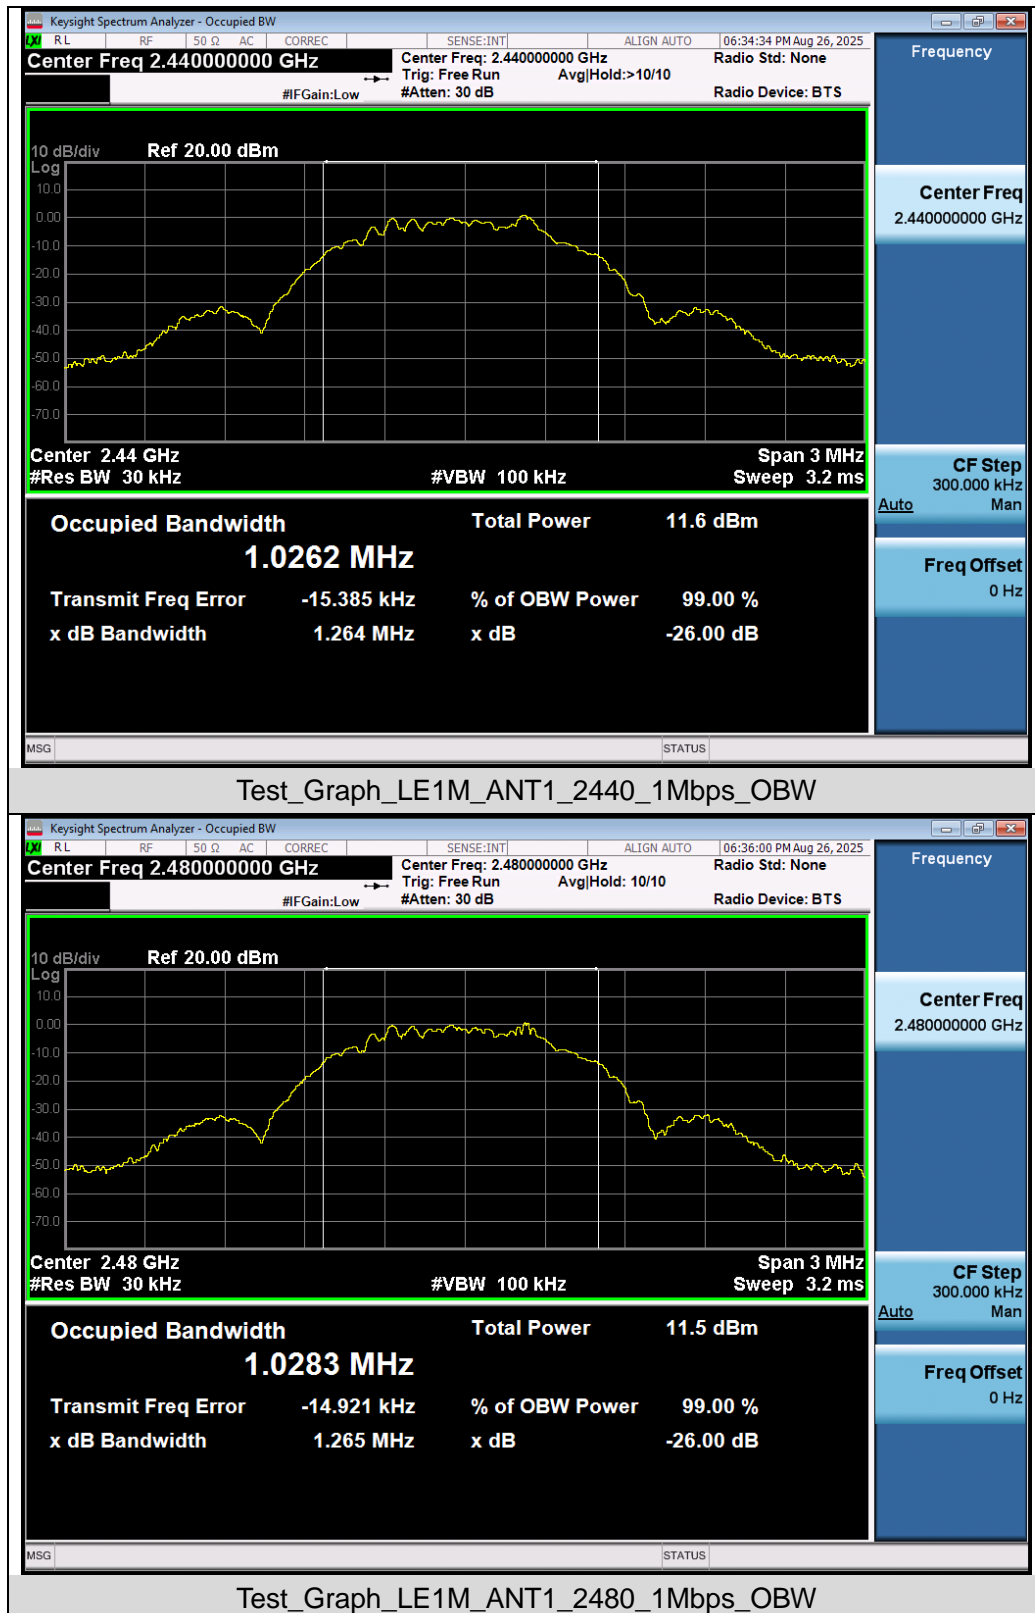 Keysight Spectrum Analyzer - Occupied BW
LXI RL RF 50 Ω AC CORREC SENSE:INT ALIGN AUTO 06:34:34 PM Aug 26, 2025
Center Freq 2.440000000 GHz Center Freq: 2.440000000 GHz Radio Std: None Frequency
Trig: Free Run Avg|Hold:>10/10
#IFGain:Low #Atten: 30 dB Radio Device: BTS
10 dB/div Ref 20.00 dBm
Log
10.0
0.00
-10.0
-20.0
-30.0
-40.0
-50.0
-60.0
-70.0
Center 2.44 GHz Span 3 MHz
#Res BW 30 kHz #VBW 100 kHz Sweep 3.2 ms
Center Freq
2.440000000 GHz
CF Step
300.000 kHz
Auto Man
Freq Offset
0 Hz
Occupied Bandwidth Total Power 11.6 dBm
1.0262 MHz
Transmit Freq Error -15.385 kHz % of OBW Power 99.00 %
x dB Bandwidth 1.264 MHz x dB -26.00 dB
MSG STATUS
Test_Graph_LE1M_ANT1_2440_1Mbps_OBW
Keysight Spectrum Analyzer - Occupied BW
LXI RL RF 50 Ω AC CORREC SENSE:INT ALIGN AUTO 06:36:00 PM Aug 26, 2025
Center Freq 2.480000000 GHz Center Freq: 2.480000000 GHz Radio Std: None Frequency
Trig: Free Run Avg|Hold: 10/10
#IFGain:Low #Atten: 30 dB Radio Device: BTS
10 dB/div Ref 20.00 dBm
Log
10.0
0.00
-10.0
-20.0
-30.0
-40.0
-50.0
-60.0
-70.0
Center 2.48 GHz Span 3 MHz
#Res BW 30 kHz #VBW 100 kHz Sweep 3.2 ms
Center Freq
2.480000000 GHz
CF Step
300.000 kHz
Auto Man
Freq Offset
0 Hz
Occupied Bandwidth Total Power 11.5 dBm
1.0283 MHz
Transmit Freq Error -14.921 kHz % of OBW Power 99.00 %
x dB Bandwidth 1.265 MHz x dB -26.00 dB
MSG STATUS
Test_Graph_LE1M_ANT1_2480_1Mbps_OBW